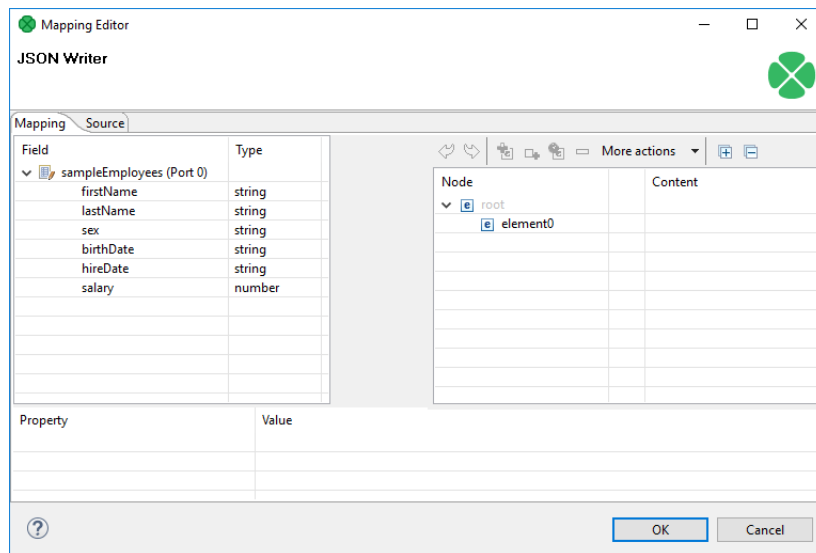 Mapping Editor
JSON Writer
Mapping Source
Field Type
sampleEmployees (Port 0)
firstName string
lastName string
sex string
birthDate string
hireDate string
salary number
More actions
Node Content
root
element0
Property Value
OK Cancel